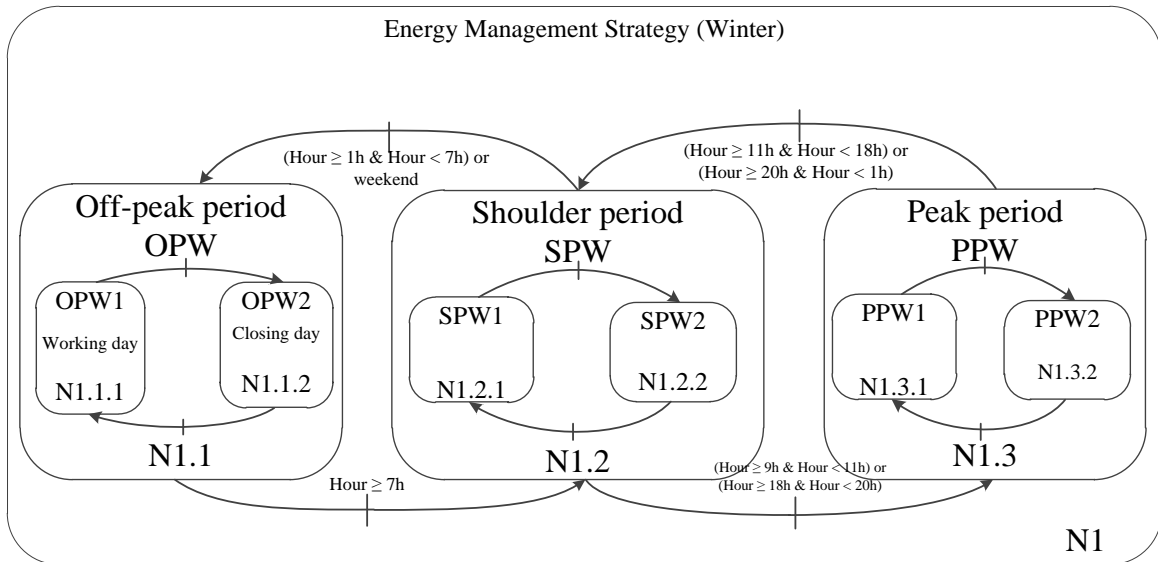 Energy Management Strategy (Winter)
(Hour ≥ 1h & Hour < 7h) or
weekend
(Hour ≥ 11h & Hour < 18h) or
(Hour ≥ 20h & Hour < 1h)
Off-peak period
OPW
OPW1
Working day
N1.1.1
OPW2
Closing day
N1.1.2
N1.1
Shoulder period
SPW
SPW1
N1.2.1
SPW2
N1.2.2
N1.2
Peak period
PPW
PPW1
N1.3.1
PPW2
N1.3.2
N1.3
Hour ≥ 7h
(Hour ≥ 9h & Hour < 11h) or
(Hour ≥ 18h & Hour < 20h)
N1